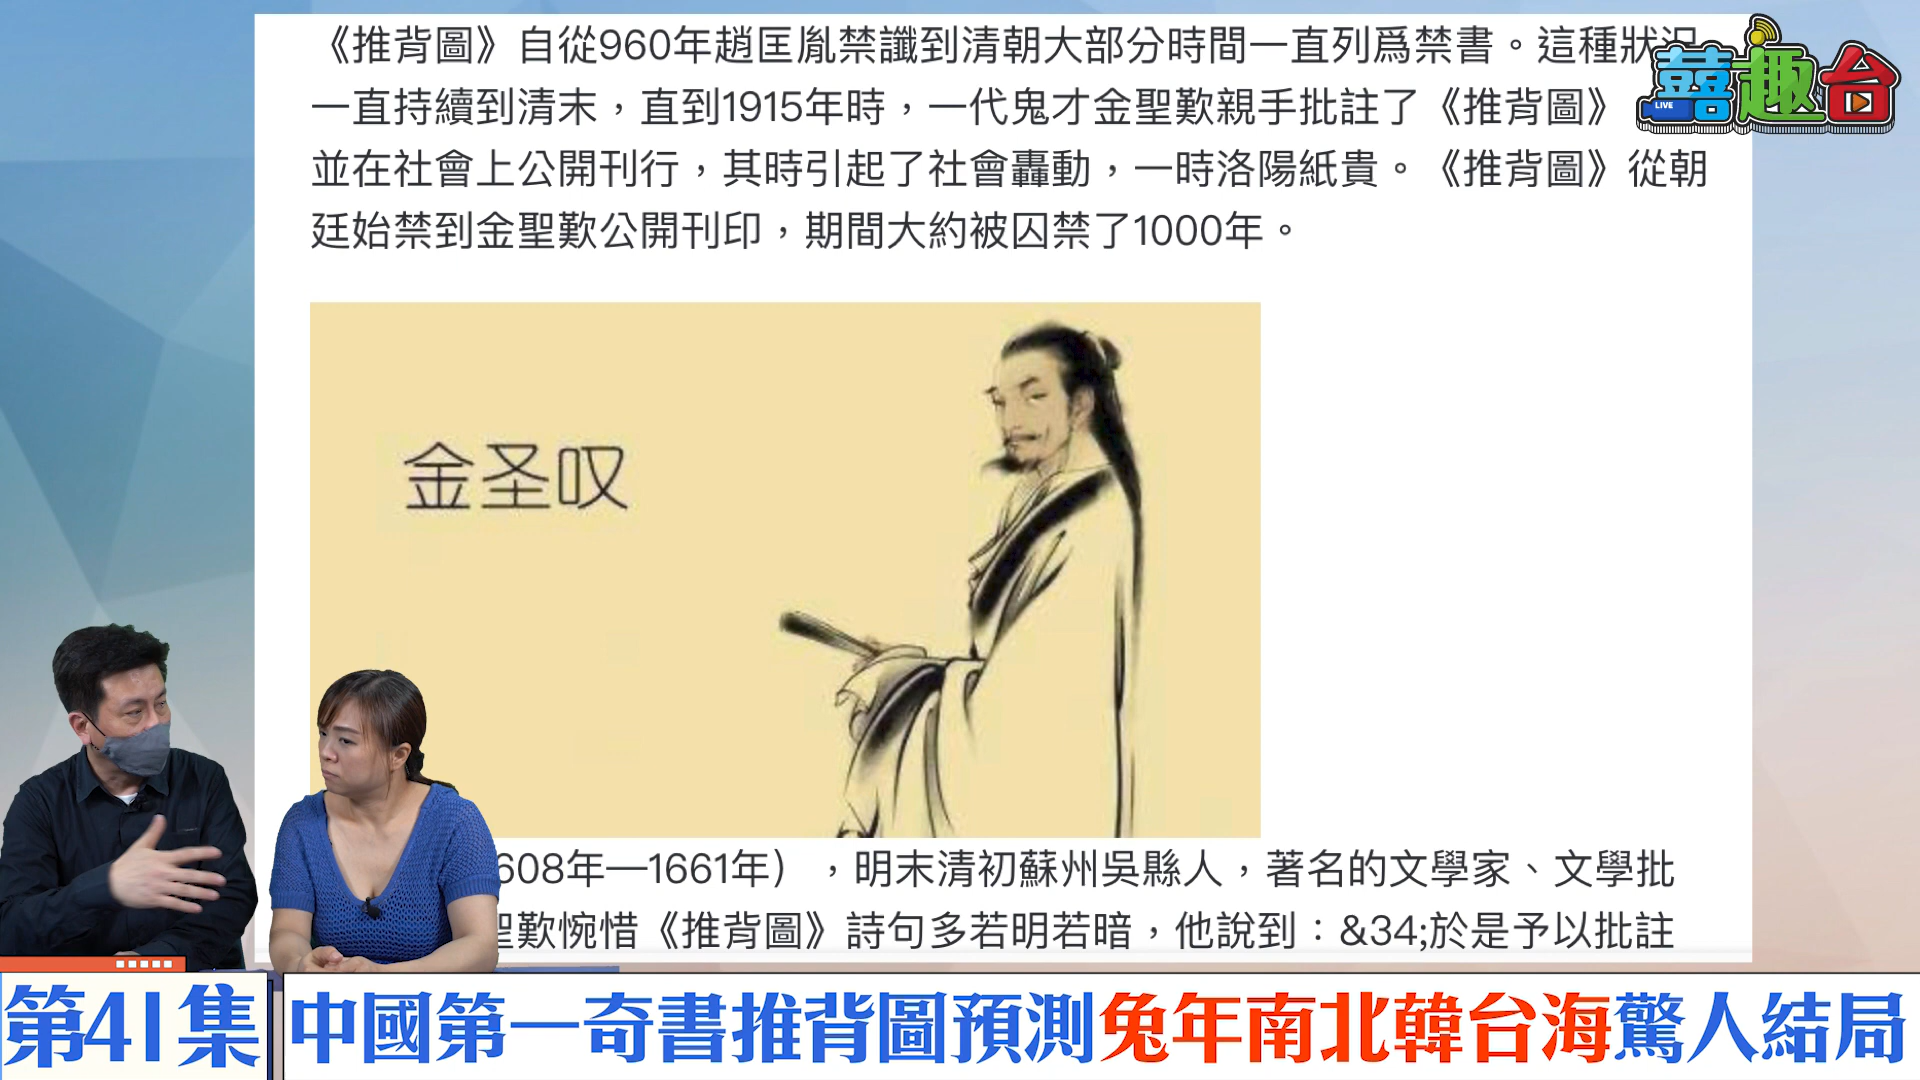 《推背圖》自從960年趙匡胤禁讖到清朝大部分時間一直列爲禁書。這種狀況
一直持續到清末，直到1915年時，一代鬼才金聖歎親手批註了《推背圖》
並在社會上公開刊行，其時引起了社會轟動，一時洛陽紙貴。《推背圖》從朝
廷始禁到金聖歎公開刊印，期間大約被囚禁了1000年。
囍趣台
LIVE
金圣叹
608年—1661年），明末清初蘇州吳縣人，著名的文學家、文學批
聖歎惋惜《推背圖》詩句多若明若暗，他說到：&34;於是予以批註
第41集
中國第一奇書推背圖預測兔年南北韓台海驚人結局